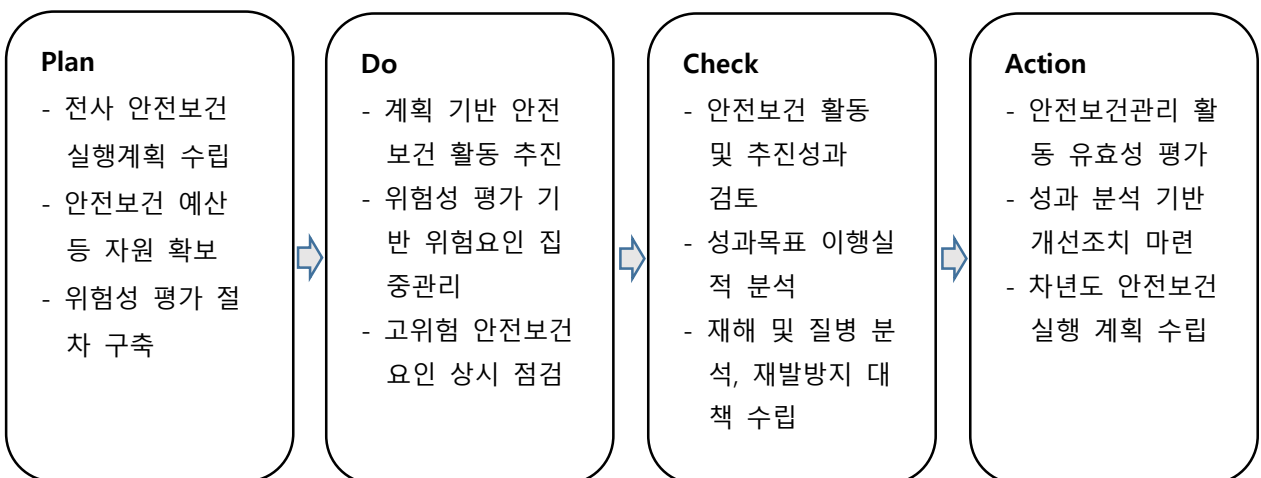 Plan
- 전사 안전보건
실행계획 수립
- 안전보건 예산
등 자원 확보
- 위험성 평가 절
차 구축
Do
- 계획 기반 안전
보건 활동 추진
- 위험성 평가 기
반 위험요인 집
중관리
- 고위험 안전보건
요인 상시 점검
Check
- 안전보건 활동
및 추진성과
검토
- 성과목표 이행실
적 분석
- 재해 및 질병 분
석, 재발방지 대
책 수립
Action
- 안전보건관리 활
동 유효성 평가
- 성과 분석 기반
개선조치 마련
- 차년도 안전보건
실행 계획 수립